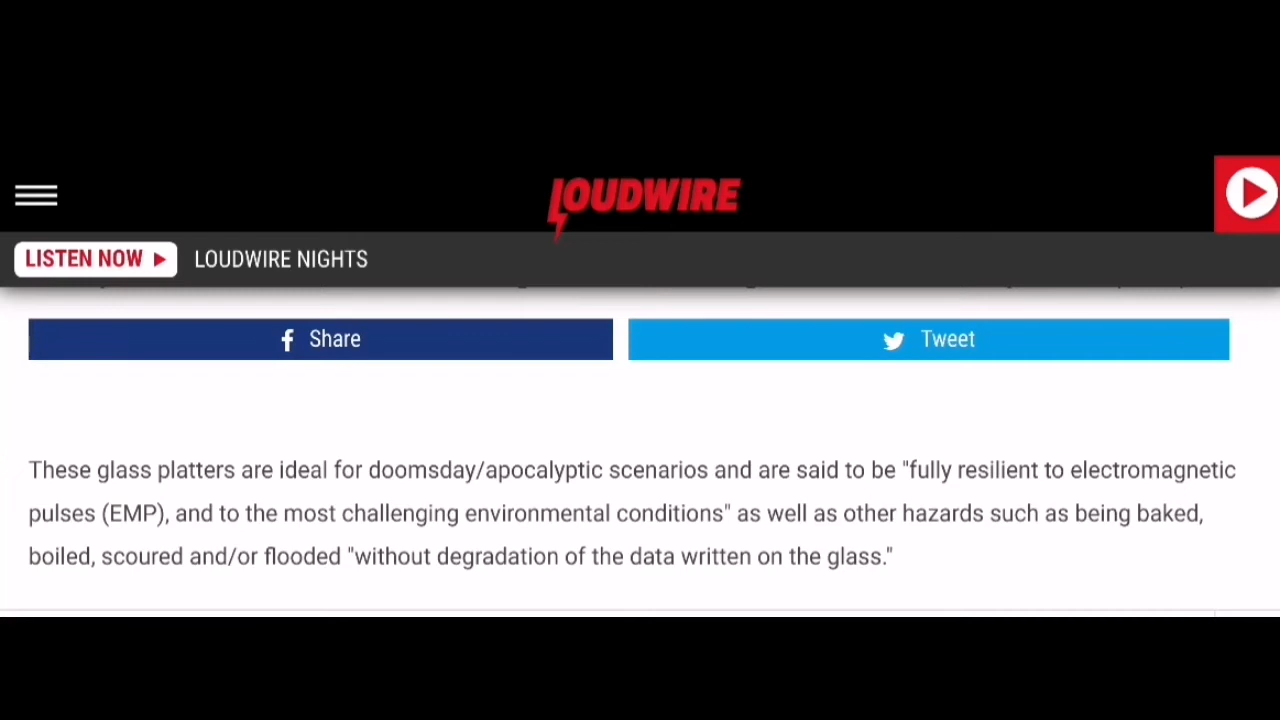 LOUDWIRE
LISTEN NOW
LOUDWIRE NIGHTS
Share
Tweet
These glass platters are ideal for doomsday/apocalyptic scenarios and are said to be "fully resilient to electromagnetic
pulses (EMP), and to the most challenging environmental conditions" as well as other hazards such as being baked,
boiled, scoured and/or flooded "without degradation of the data written on the glass."